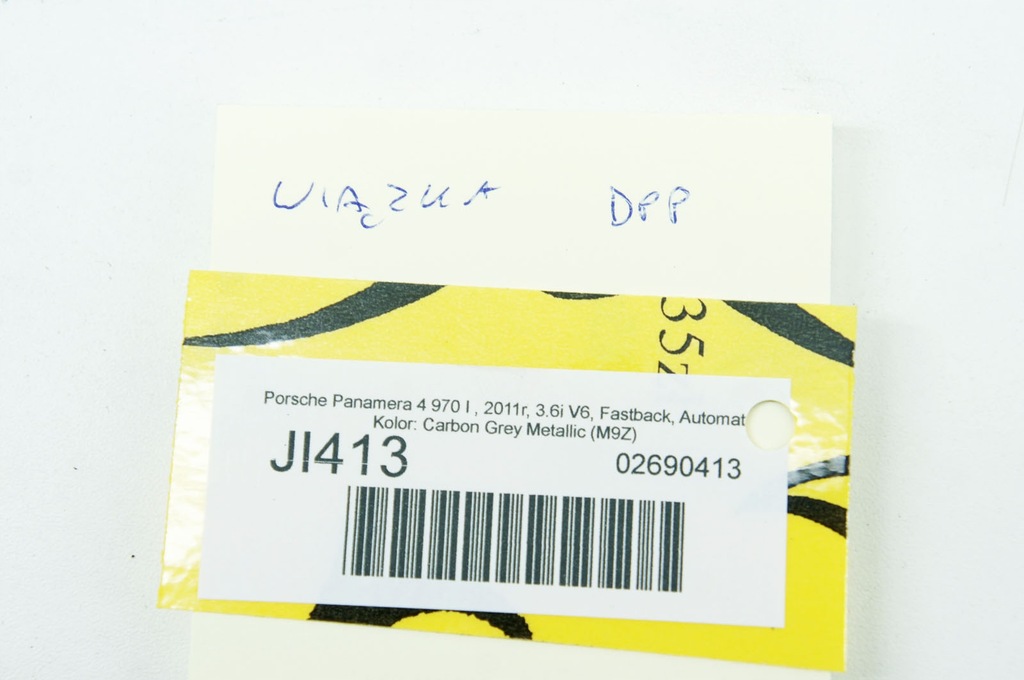 WIĄZKA DPP
352
Porsche Panamera 4 970 I , 2011r, 3.6i V6, Fastback, Automat
Kolor: Carbon Grey Metallic (M9Z)
JI413 02690413